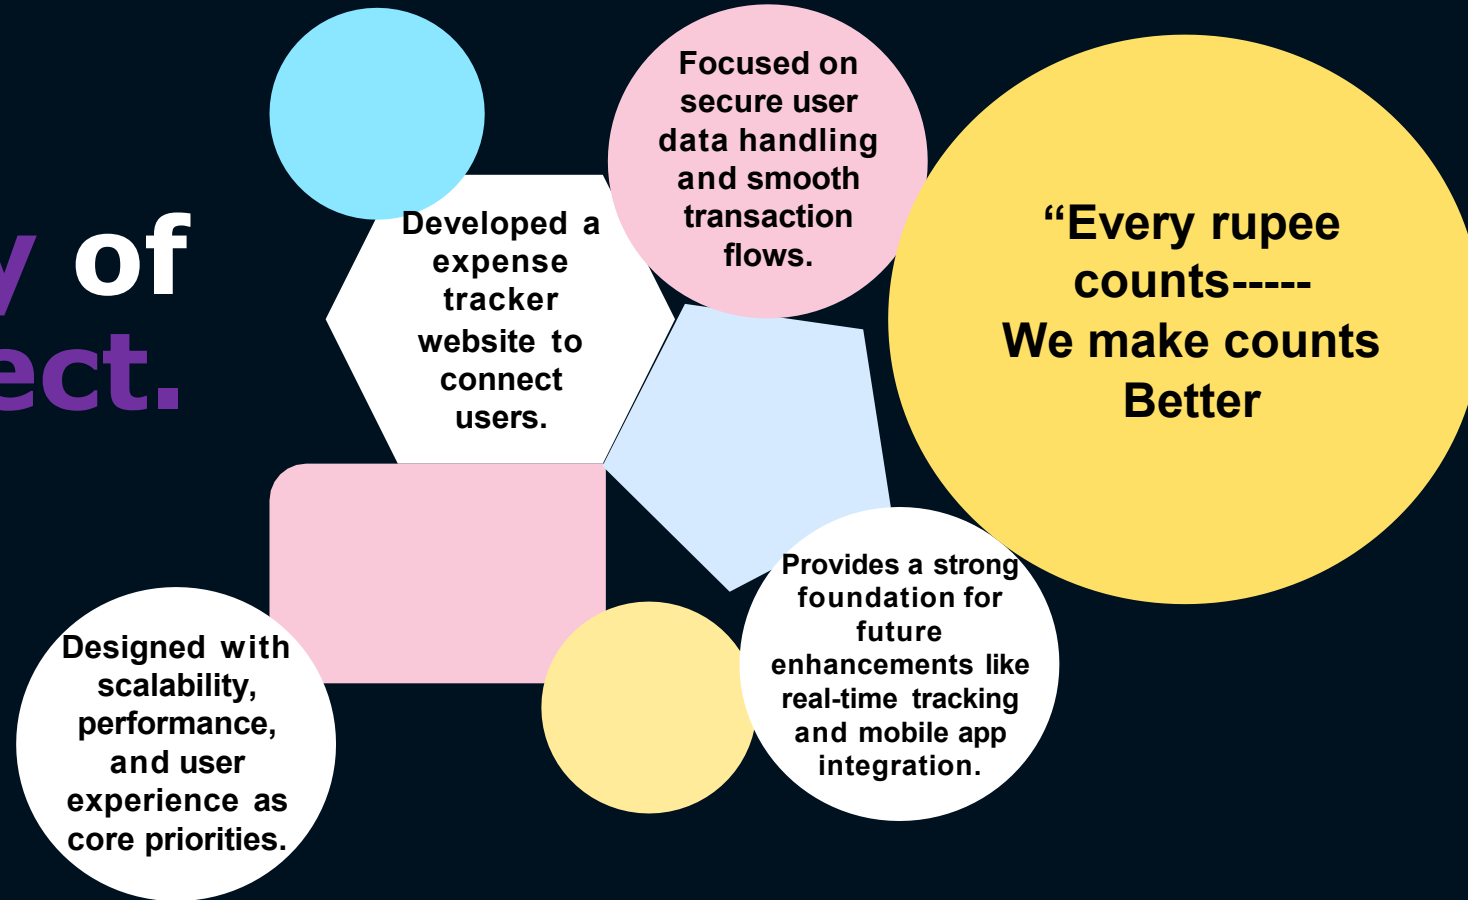 of
Developed a
expense
tracker
website to
connect
users.
Focused on
secure user
data handling
and smooth
transaction
flows.
“Every rupee
counts-----
We make counts
Better
Designed with
scalability,
performance,
and user
experience as
core priorities.
Provides a strong
foundation for
future
enhancements like
real-time tracking
and mobile app
integration.